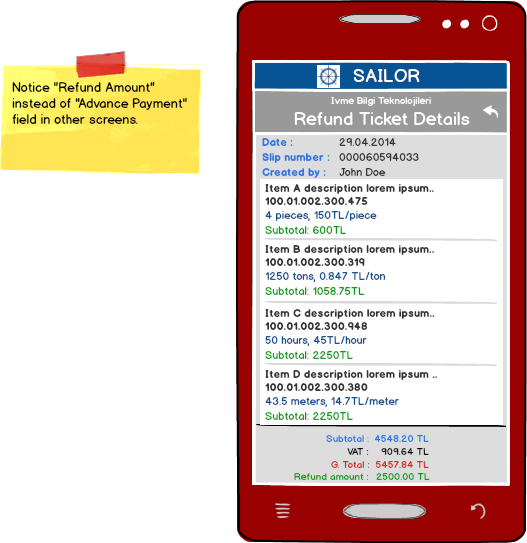 Notice "Refund Amount"
instead of "Advance Payment"
field in other screens.
SAILOR
Ivme Bilgi Teknolojileri
Refund Ticket Details
Date : 29.04.2014
Slip number : 000060594033
Created by : John Doe
Item A description lorem ipsum..
100.01.002.300.475
4 pieces, 150TL/piece
Subtotal: 600TL
Item B description lorem ipsum..
100.01.002.300.319
1250 tons, 0.847 TL/ton
Subtotal: 1058.75TL
Item C description lorem ipsum..
100.01.002.300.948
50 hours, 45TL/hour
Subtotal: 2250TL
Item D description lorem ipsum ..
100.01.002.300.380
43.5 meters, 14.7TL/meter
Subtotal: 2250TL
Subtotal : 4548.20 TL
VAT : 909.64 TL
G. Total : 5457.84 TL
Refund amount : 2500.00 TL